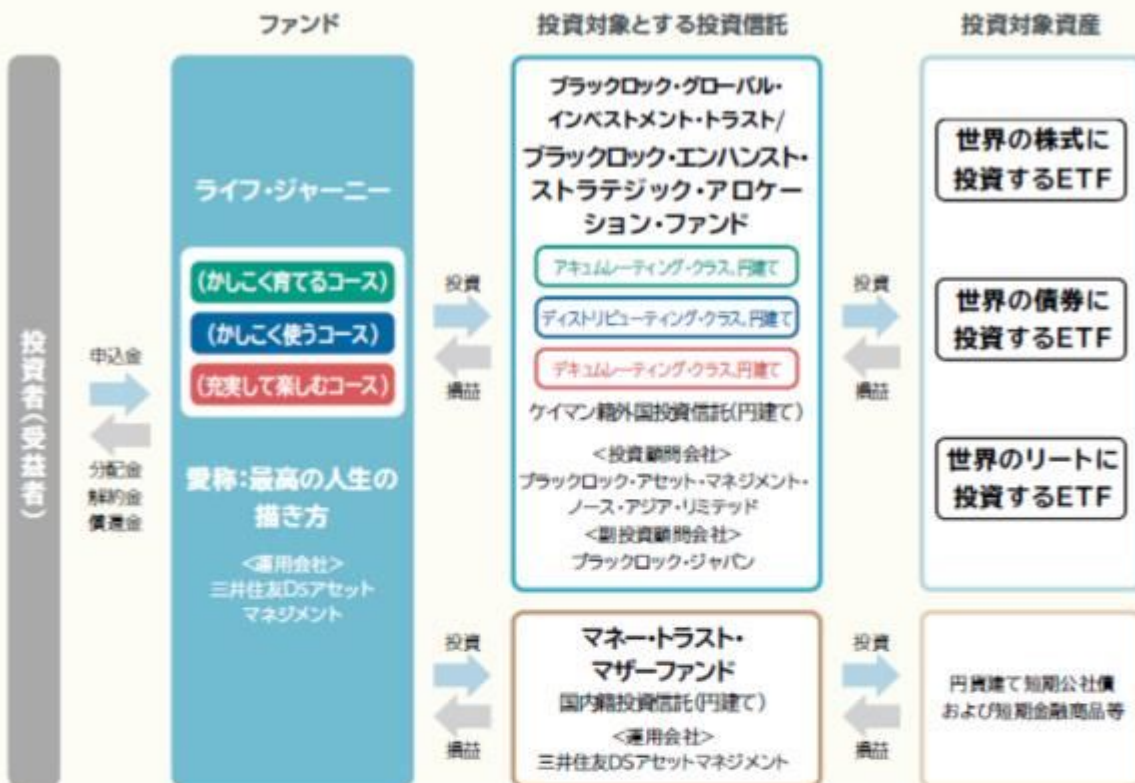 ファンド
投資対象とする投資信託
投資対象資産
投資者(受益者)
申込金
分配金
解約金
償還金
ライフ・ジャーニー
(かしこく育てるコース)
(かしこく使うコース)
(充実して楽しむコース)
愛称:最高の人生の
描き方
<運用会社>
三井住友DSアセット
マネジメント
投資
損益
ブラックロック・グローバル・
インベストメント・トラスト/
ブラックロック・エンハンスト・
ストラテジック・アロケー
ション・ファンド
アキュムレーティング・クラス、円建て
ディストリビューティング・クラス、円建て
デキュムレーティング・クラス、円建て
ケイマン籍外国投資信託(円建て)
<投資顧問会社>
ブラックロック・アセット・マネジメント・
ノース・アジア・リミテッド
<副投資顧問会社>
ブラックロック・ジャパン
投資
損益
世界の株式に
投資するETF
世界の債券に
投資するETF
世界のリートに
投資するETF
投資
損益
マネー・トラスト・
マザーファンド
国内籍投資信託(円建て)
<運用会社>
三井住友DSアセットマネジメント
投資
損益
円貨建て短期公社債
および短期金融商品等